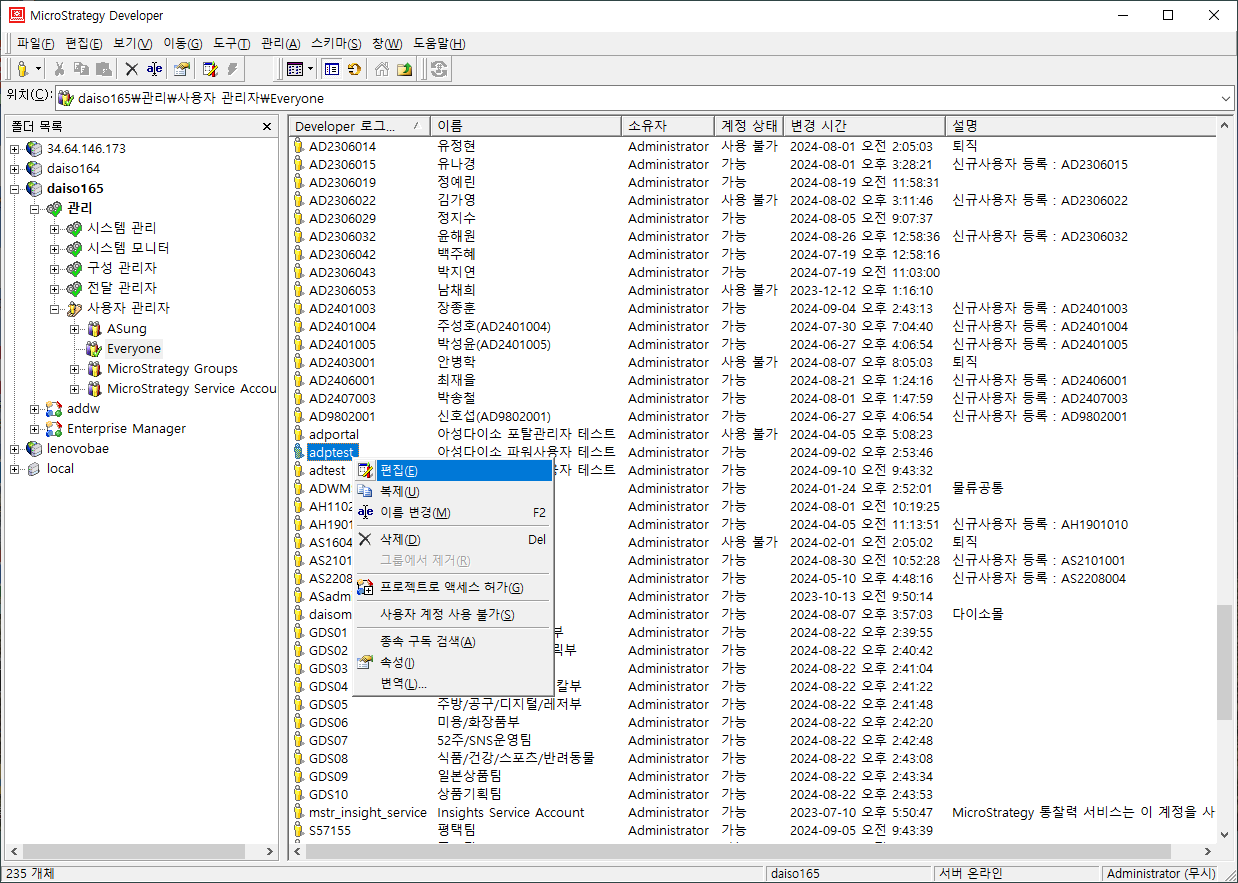 MicroStrategy Developer
파일(F) 편집(E) 보기(V) 이동(G) 도구(T) 관리(A) 스키마(S) 창(W) 도움말(H)
위치(C): daiso165₩관리₩사용자 관리자₩Everyone
폴더 목록
34.64.146.173
daiso164
daiso165
관리
시스템 관리
시스템 모니터
구성 관리자
전달 관리자
사용자 관리자
ASung
Everyone
MicroStrategy Groups
MicroStrategy Service Accou
addw
Enterprise Manager
lenovobae
local
Developer 로그... 이름 소유자 계정 상태 변경 시간 설명
AD2306014 유정현 Administrator 사용 불가 2024-08-01 오전 2:05:03 퇴직
AD2306015 유나경 Administrator 가능 2024-08-01 오후 3:28:21 신규사용자 등록 : AD2306015
AD2306019 정예린 Administrator 가능 2024-08-19 오전 11:58:31
AD2306022 김가영 Administrator 사용 불가 2024-08-02 오후 3:11:46 신규사용자 등록 : AD2306022
AD2306029 정지수 Administrator 가능 2024-08-05 오전 9:07:37
AD2306032 윤해원 Administrator 가능 2024-08-26 오후 12:58:36 신규사용자 등록 : AD2306032
AD2306042 백주혜 Administrator 가능 2024-07-19 오후 12:58:16
AD2306043 박지연 Administrator 가능 2024-07-19 오전 11:03:00
AD2306053 남채희 Administrator 사용 불가 2023-12-12 오후 1:16:10
AD2401003 장종훈 Administrator 가능 2024-09-04 오후 2:43:13 신규사용자 등록 : AD2401003
AD2401004 주성호(AD2401004) Administrator 가능 2024-07-30 오후 7:04:40 신규사용자 등록 : AD2401004
AD2401005 박성윤(AD2401005) Administrator 가능 2024-06-27 오후 4:06:54 신규사용자 등록 : AD2401005
AD2403001 안병학 Administrator 사용 불가 2024-08-07 오후 8:05:03 퇴직
AD2406001 최재을 Administrator 가능 2024-08-21 오후 1:24:16 신규사용자 등록 : AD2406001
AD2407003 박송철 Administrator 가능 2024-08-08 오후 1:47:59 신규사용자 등록 : AD2407003
AD9802001 신호섭(AD9802001) Administrator 가능 2024-06-27 오후 4:06:54 신규사용자 등록 : AD9802001
adportal 아성다이소 포탈관리자 테스트 Administrator 사용 불가 2024-04-05 오후 5:08:23
adptest 아성다이소 파워사용자 테스트 Administrator 가능 2024-09-02 오후 2:53:46
adtest 사용자 테스트 Administrator 가능 2024-09-10 오전 9:43:32
ADWM Administrator 가능 2024-01-24 오후 2:52:01 물류공통
AH1102 Administrator 가능 2024-08-01 오전 10:19:25
AH1901 Administrator 가능 2024-04-05 오전 11:13:51 신규사용자 등록 : AH1901010
AS1604 Administrator 사용 불가 2024-02-01 오전 2:05:02 퇴직
AS2101 Administrator 가능 2024-08-30 오전 10:52:28 신규사용자 등록 : AS2101001
AS2208 Administrator 가능 2024-05-10 오후 4:48:16 신규사용자 등록 : AS2208004
ASadm Administrator 가능 2023-10-13 오전 9:50:14
daisom Administrator 가능 2024-08-07 오후 3:57:03 다이소몰
GDS01 부 Administrator 가능 2024-08-22 오후 2:39:55
GDS02 릭부 Administrator 가능 2024-08-22 오후 2:40:42
GDS03 Administrator 가능 2024-08-22 오후 2:41:04
GDS04 칼부 Administrator 가능 2024-08-22 오후 2:41:22
GDS05 주방/공구/디지털/레저부 Administrator 가능 2024-08-22 오후 2:41:48
GDS06 미용/화장품부 Administrator 가능 2024-08-22 오후 2:42:20
GDS07 52주/SNS운영팀 Administrator 가능 2024-08-22 오후 2:42:48
GDS08 식품/건강/스포츠/반려동물 Administrator 가능 2024-08-22 오후 2:43:08
GDS09 일본상품팀 Administrator 가능 2024-08-22 오후 2:43:34
GDS10 상품기획팀 Administrator 가능 2024-08-22 오후 2:43:53
mstr_insight_service Insights Service Account Administrator 가능 2023-07-10 오후 5:50:47 MicroStrategy 통찰력 서비스는 이 계정을 사
S57155 평택팀 Administrator 가능 2024-09-05 오전 9:43:39
편집(E)
복제(U)
이름 변경(M) F2
삭제(D) Del
그룹에서 제거(R)
프로젝트로 액세스 허가(G)
사용자 계정 사용 불가(S)
종속 구독 검색(A)
속성(I)
번역(L)...
235 개체 daiso165 서버 온라인 Administrator (무시)